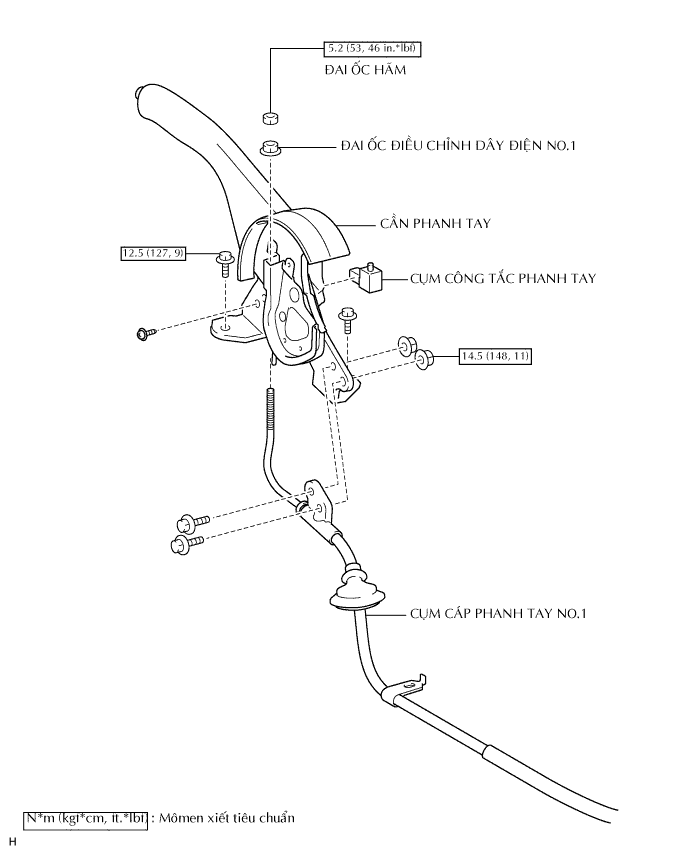 5.2 (53, 46 in.*lbf)
ĐAI ỐC HÃM
ĐAI ỐC ĐIỀU CHỈNH DÂY ĐIỆN NO.1
CẦN PHANH TAY
12.5 (127, 9)
CỤM CÔNG TẮC PHANH TAY
14.5 (148, 11)
CỤM CÁP PHANH TAY NO.1
N*m (kgf*cm, ft.*lbf) : Mômen xiết tiêu chuẩn
H